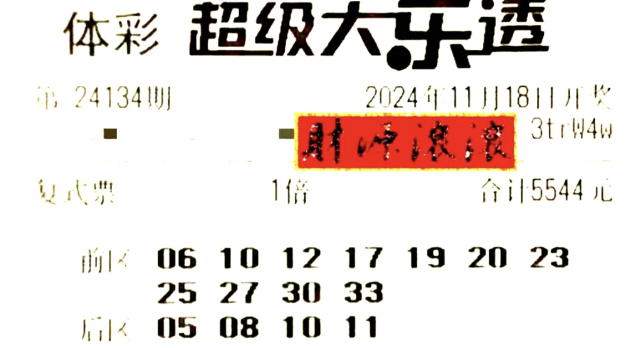 体彩 超级大乐透
第 24134期 2024年11月18日开奖
财源滚滚 3trW4w
复式票 1倍 合计5544元
前区 06 10 12 17 19 20 23
25 27 30 33
后区 05 08 10 11